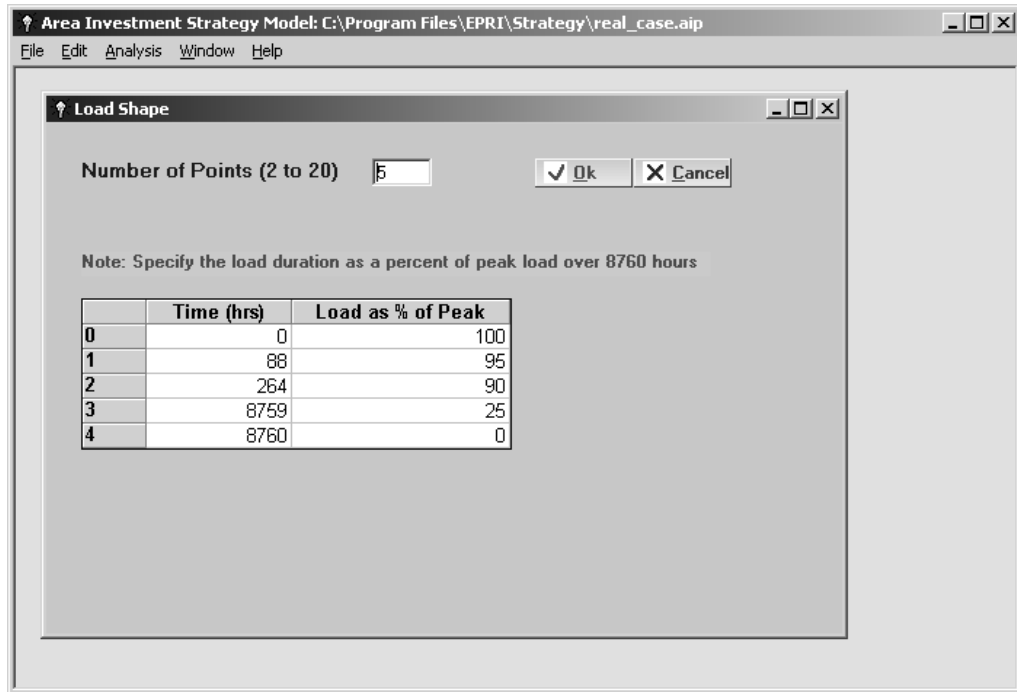 Area Investment Strategy Model: C:\Program Files\EPRI\Strategy\real_case.aip
File Edit Analysis Window Help
Load Shape
Number of Points (2 to 20) 5 Ok Cancel
Note: Specify the load duration as a percent of peak load over 8760 hours
Time (hrs) Load as % of Peak
0 0 100
1 88 95
2 264 90
3 8759 25
4 8760 0